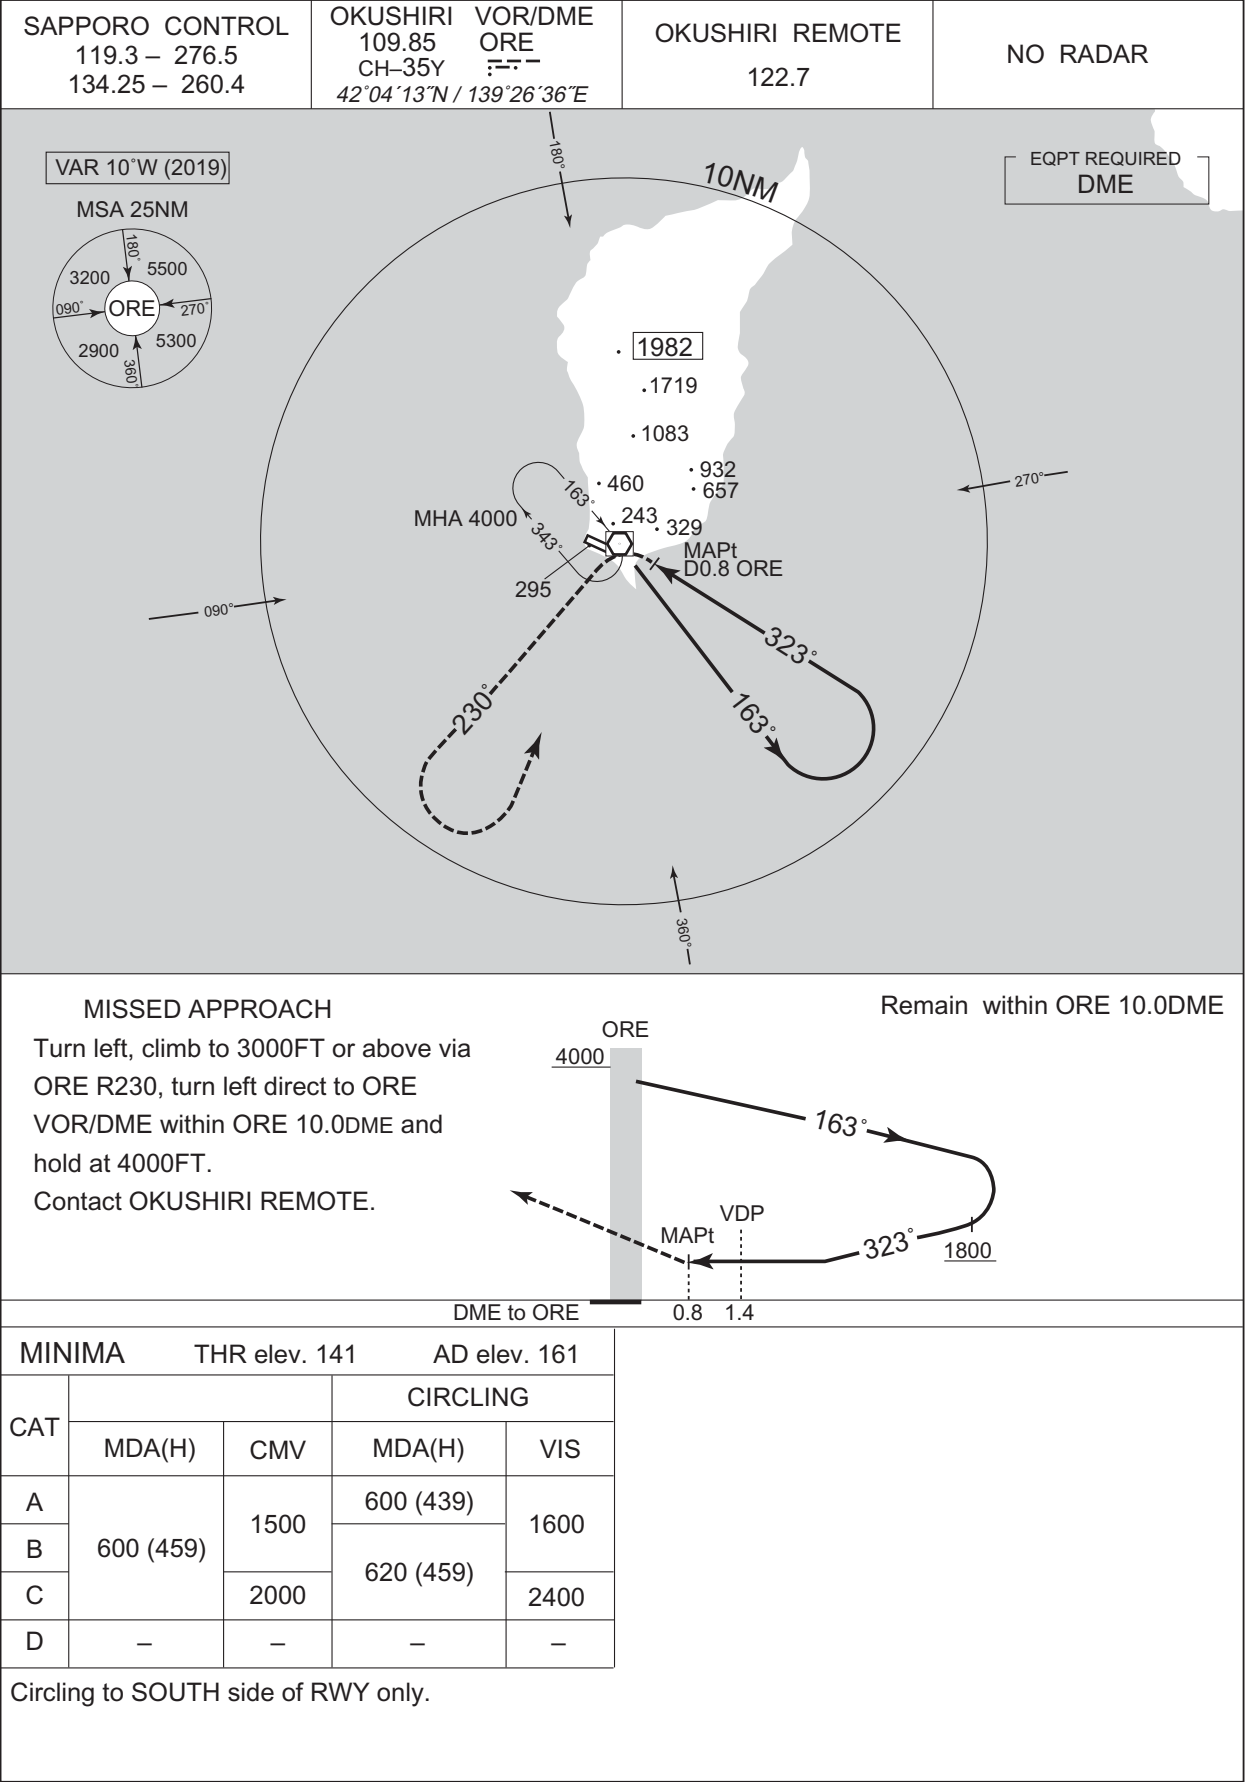 SAPPORO CONTROL
119.3 – 276.5
134.25 – 260.4
OKUSHIRI VOR/DME
109.85 ORE
CH–35Y
42°04´13˝N / 139°26´36˝E
OKUSHIRI REMOTE
122.7
NO RADAR
VAR 10°W (2019)
MSA 25NM
180°
3200
5500
090°
ORE
270°
2900
5300
360°
EQPT REQUIRED
DME
180°
10NM
1982
1719
1083
932
657
460
243
329
163°
343°
MHA 4000
295
MAPt
D0.8 ORE
270°
090°
323°
163°
230°
360°
MISSED APPROACH
Turn left, climb to 3000FT or above via
ORE R230, turn left direct to ORE
VOR/DME within ORE 10.0DME and
hold at 4000FT.
Contact OKUSHIRI REMOTE.
Remain within ORE 10.0DME
ORE
4000
163°
VDP
MAPt
323°
1800
DME to ORE 0.8 1.4
MINIMA THR elev. 141 AD elev. 161
CAT CIRCLING
MDA(H) CMV MDA(H) VIS
A 600 (439)
1500 1600
B 600 (459)
620 (459)
C 2000 2400
D – – – –
Circling to SOUTH side of RWY only.